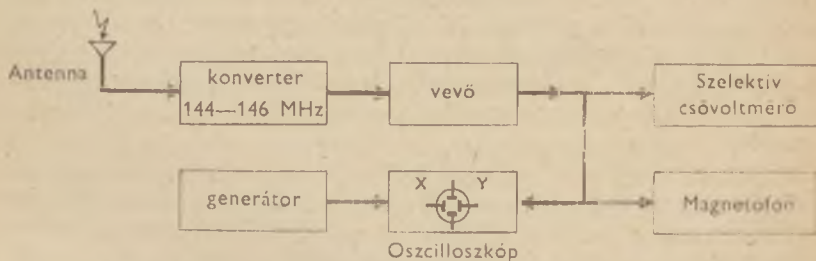 Antenna
konverter
144—146 MHz
vevő
Szelektív
csővoltmérő
generátor
X Y
Magnetofon
Oszcilloszkóp